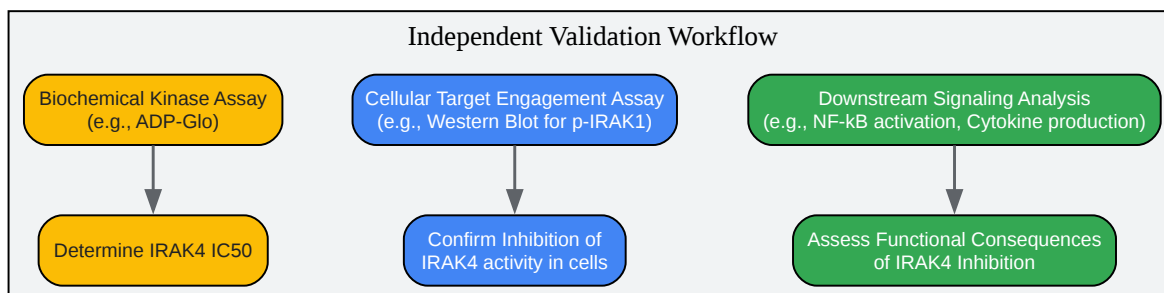 Independent Validation Workflow
Biochemical Kinase Assay
(e.g., ADP-Glo)
Cellular Target Engagement Assay
(e.g., Western Blot for p-IRAK1)
Downstream Signaling Analysis
(e.g., NF-kB activation, Cytokine production)
Determine IRAK4 IC50
Confirm Inhibition of
IRAK4 activity in cells
Assess Functional Consequences
of IRAK4 Inhibition